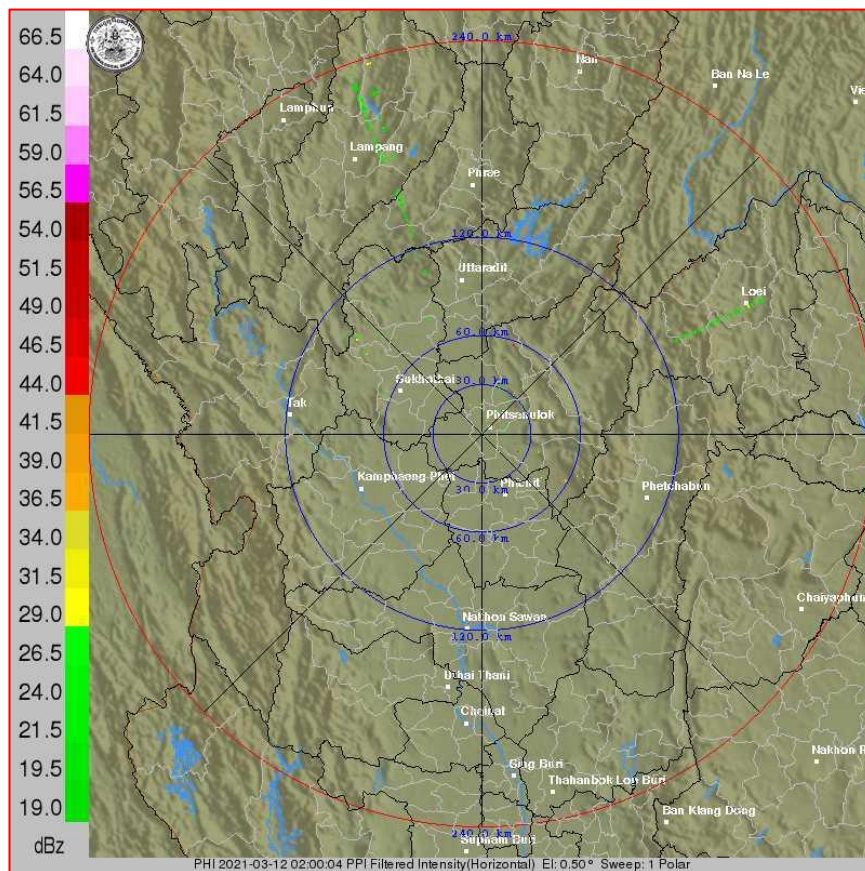 66.5
64.0
61.5
59.0
56.5
54.0
51.5
49.0
46.5
44.0
41.5
39.0
36.5
34.0
31.5
29.0
26.5
24.0
21.5
19.5
19.0
dBz
240.0 km
Nan
Ban Na Le
Vie
Lamphun
Lampang
Phrae
120.0 km
Uttaradit
Loei
60.0 km
30.0 km
Sukhothai
Tak
Phitsanulok
Kamphaeng-Phet
Phichit
30.0 km
Phetchabun
60.0 km
Chaiyaphum
Nakhon Sawan
120.0 km
Uthai Thani
Chainat
Nakhon R
Sing Buri
Thahanbok Lop Buri
Ban Klang Dong
240.0 km
Suphan Buri
PHI 2021-03-12 02:00:04 PPI Filtered Intensity(Horizontal) El: 0.50° Sweep: 1 Polar